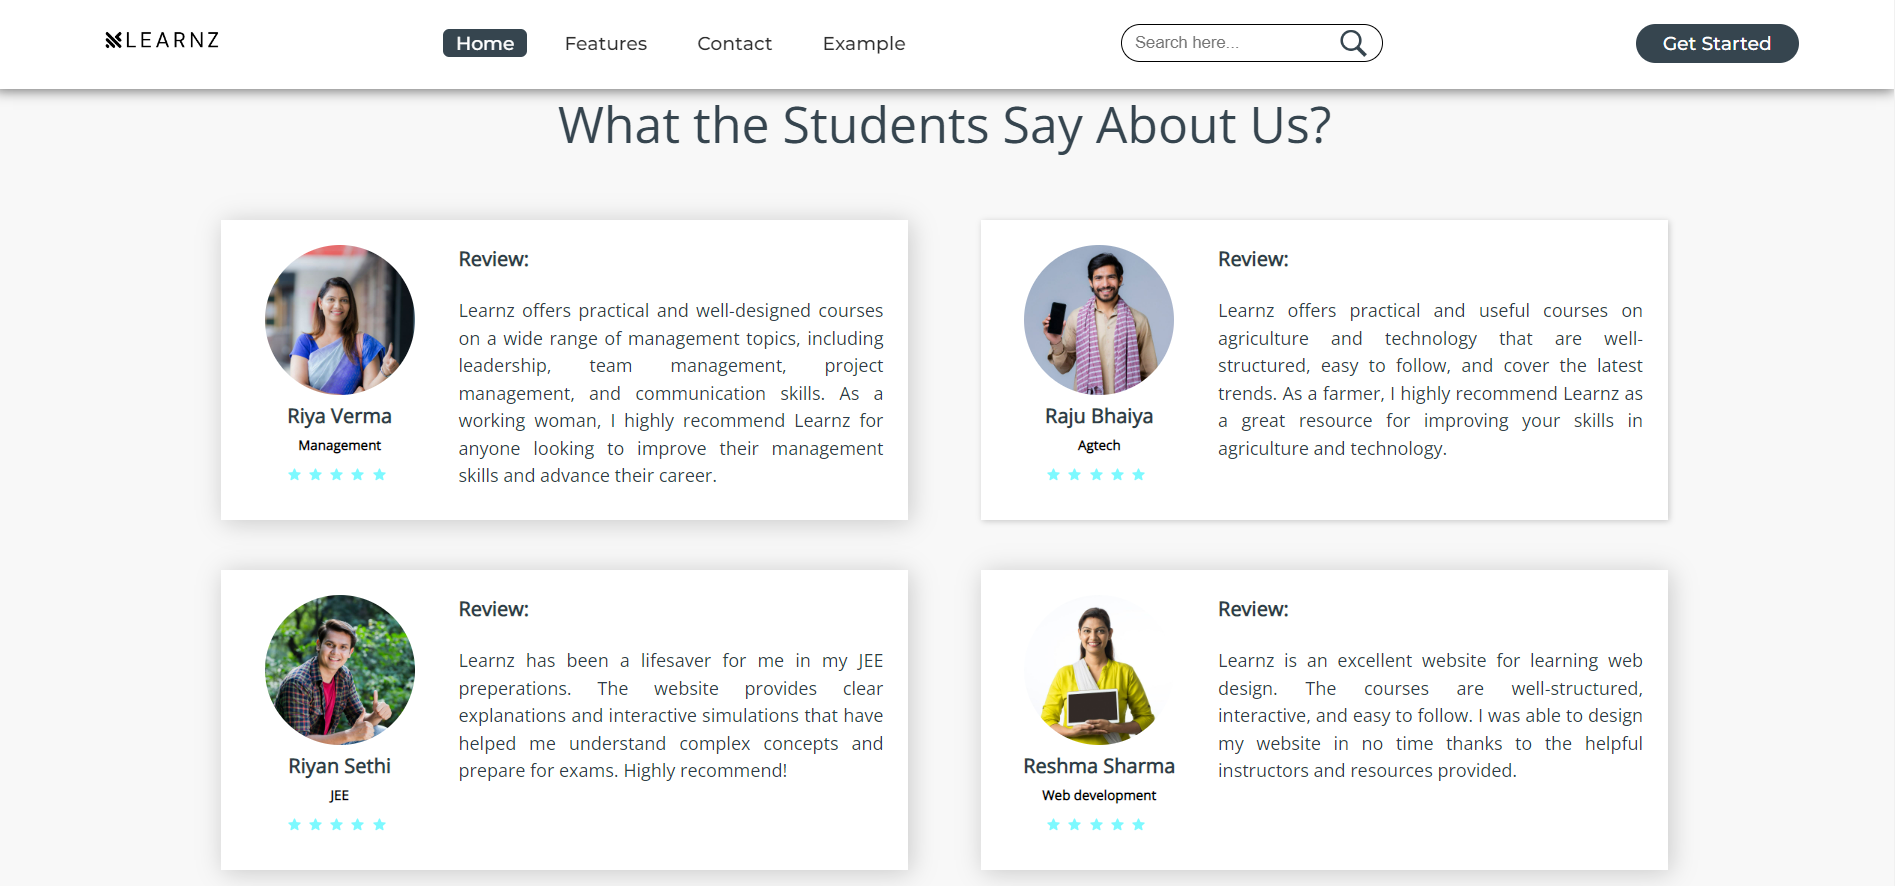 LEARNZ
Home Features Contact Example Search here... Get Started
What the Students Say About Us?
Review:
Learnz offers practical and well-designed courses
on a wide range of management topics, including
leadership, team management, project
management, and communication skills. As a
working woman, I highly recommend Learnz for
anyone looking to improve their management
skills and advance their career.
Riya Verma
Management
Review:
Learnz offers practical and useful courses on
agriculture and technology that are well-
structured, easy to follow, and cover the latest
trends. As a farmer, I highly recommend Learnz as
a great resource for improving your skills in
agriculture and technology.
Raju Bhaiya
Agtech
Review:
Learnz has been a lifesaver for me in my JEE
preperations. The website provides clear
explanations and interactive simulations that have
helped me understand complex concepts and
prepare for exams. Highly recommend!
Riyan Sethi
JEE
Review:
Learnz is an excellent website for learning web
design. The courses are well-structured,
interactive, and easy to follow. I was able to design
my website in no time thanks to the helpful
instructors and resources provided.
Reshma Sharma
Web development